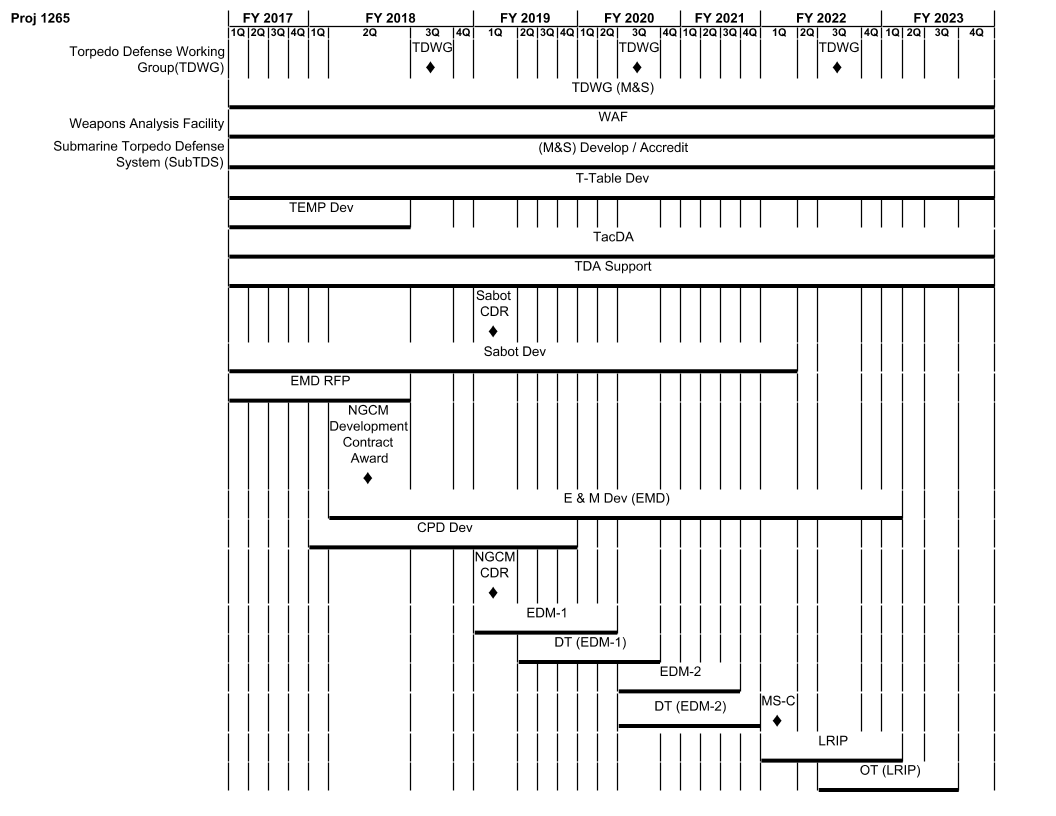 Proj 1265
FY 2017 FY 2018 FY 2019 FY 2020 FY 2021 FY 2022 FY 2023
1Q 2Q 3Q 4Q 1Q 2Q 3Q 4Q 1Q 2Q 3Q 4Q 1Q 2Q 3Q 4Q 1Q 2Q 3Q 4Q 1Q 2Q 3Q 4Q 1Q 2Q 3Q 4Q
Torpedo Defense Working
Group(TDWG)
TDWG TDWG TDWG
TDWG (M&S)
Weapons Analysis Facility
WAF
Submarine Torpedo Defense
System (SubTDS)
(M&S) Develop / Accredit
T-Table Dev
TEMP Dev
TacDA
TDA Support
Sabot
CDR
Sabot Dev
EMD RFP
NGCM
Development
Contract
Award
E & M Dev (EMD)
CPD Dev
NGCM
CDR
EDM-1
DT (EDM-1)
EDM-2
DT (EDM-2)
MS-C
LRIP
OT (LRIP)